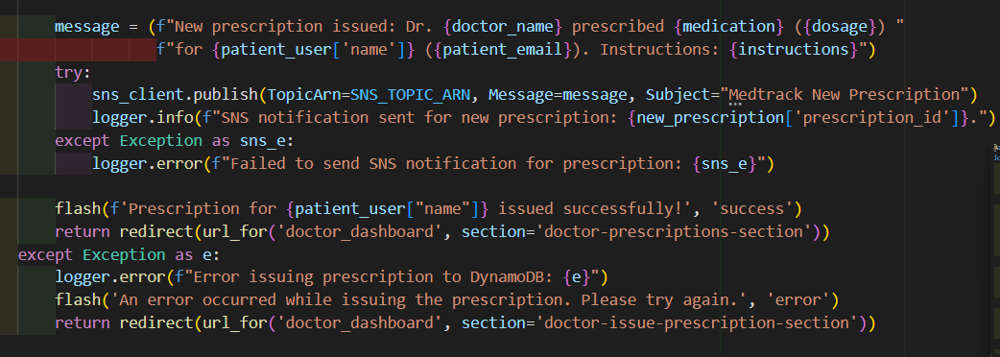 message = (f"New prescription issued: Dr. {doctor_name} prescribed {medication} ({dosage}) "
f"for {patient_user['name']} ({patient_email}). Instructions: {instructions}")
try:
sns_client.publish(TopicArn=SNS_TOPIC_ARN, Message=message, Subject="Medtrack New Prescription")
logger.info(f"SNS notification sent for new prescription: {new_prescription['prescription_id']}.")
except Exception as sns_e:
logger.error(f"Failed to send SNS notification for prescription: {sns_e}")
flash(f'Prescription for {patient_user["name"]} issued successfully!', 'success')
return redirect(url_for('doctor_dashboard', section='doctor-prescriptions-section'))
except Exception as e:
logger.error(f"Error issuing prescription to DynamoDB: {e}")
flash('An error occurred while issuing the prescription. Please try again.', 'error')
return redirect(url_for('doctor_dashboard', section='doctor-issue-prescription-section'))